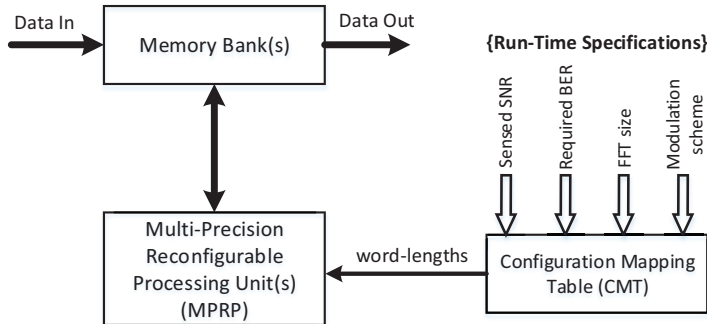 Data In
Memory Bank(s)
Data Out
{Run-Time Specifications}
Sensed SNR
Required BER
FFT size
Modulation
scheme
Multi-Precision
Reconfigurable
Processing Unit(s)
(MPRP)
word-lengths
Configuration Mapping
Table (CMT)